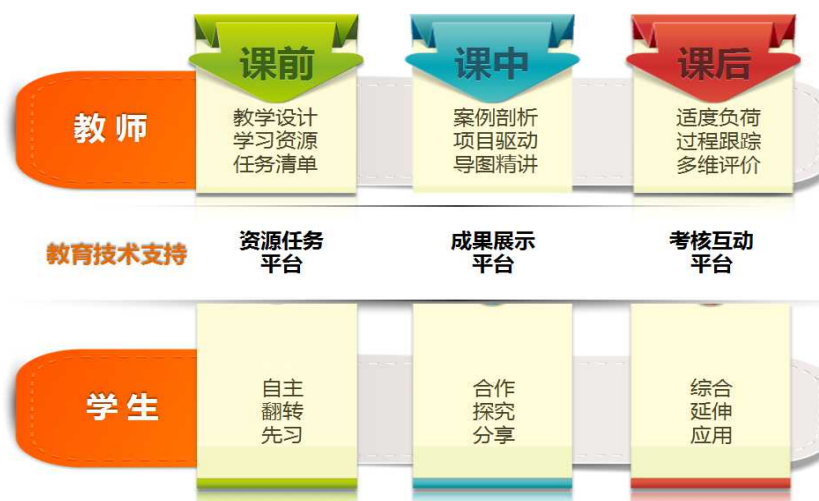 课前
课中
课后
教师
教学设计
学习资源
任务清单
案例剖析
项目驱动
导图精讲
适度负荷
过程跟踪
多维评价
教育技术支持
资源任务
平台
成果展示
平台
考核互动
平台
学生
自主
翻转
先习
合作
探究
分享
综合
延伸
应用